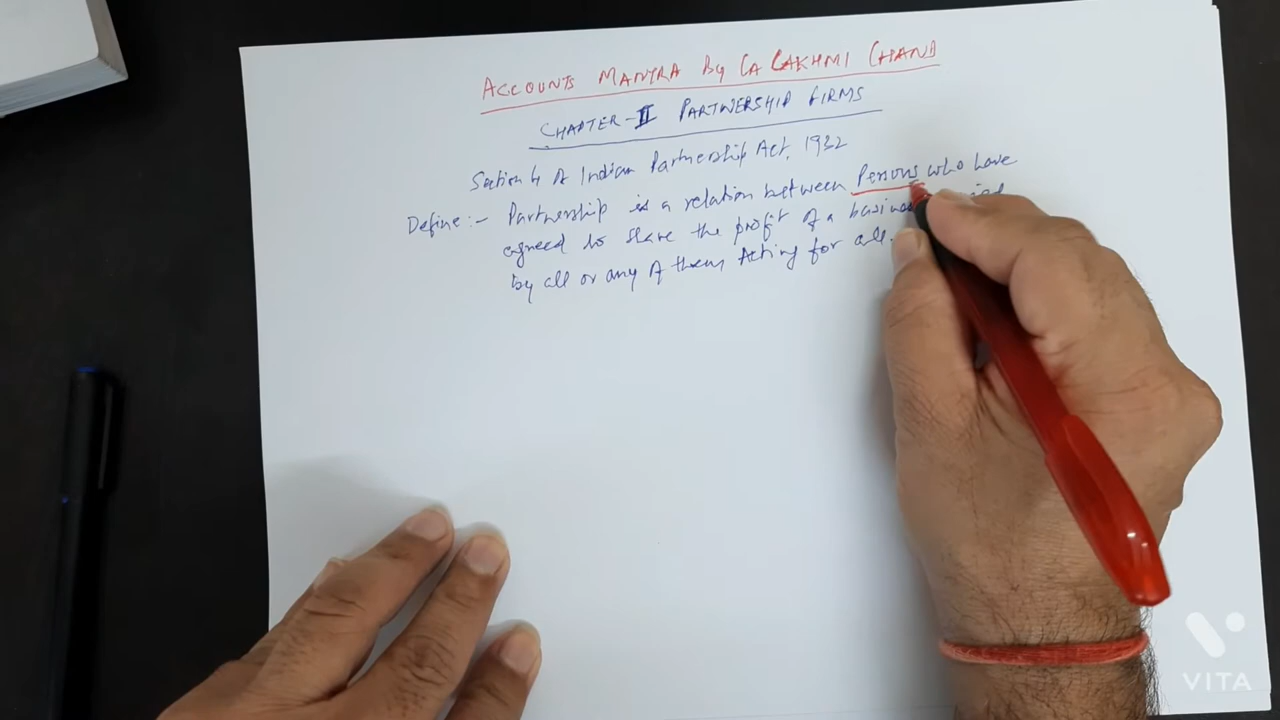 ACCOUNTS MANTRA By CA LAKHMI CHAND
CHAPTER-II PARTNERSHIP FIRMS
Section 4 of Indian Partnership Act, 1932
Define:- Partnership is a relation between Persons who have
agreed to share the profit of a business
by all or any of them Acting for all.
VITA